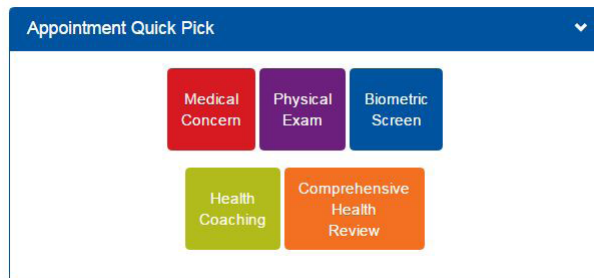 Appointment Quick Pick
Medical
Concern
Physical
Exam
Biometric
Screen
Health
Coaching
Comprehensive
Health
Review